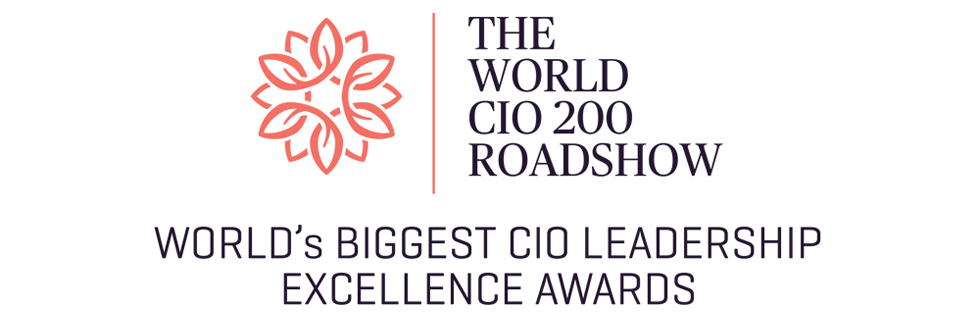 THE
WORLD
CIO 200
ROADSHOW
WORLD's BIGGEST CIO LEADERSHIP
EXCELLENCE AWARDS